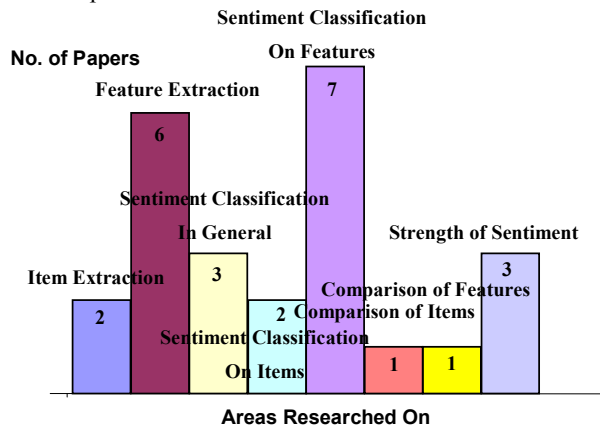 Sentiment Classification
On Features
No. of Papers
7
Feature Extraction
6
Sentiment Classification
In General
Strength of Sentiment
3
3
Item Extraction
Comparison of Features
2
2
Comparison of Items
Sentiment Classification
On Items
1
1
Areas Researched On